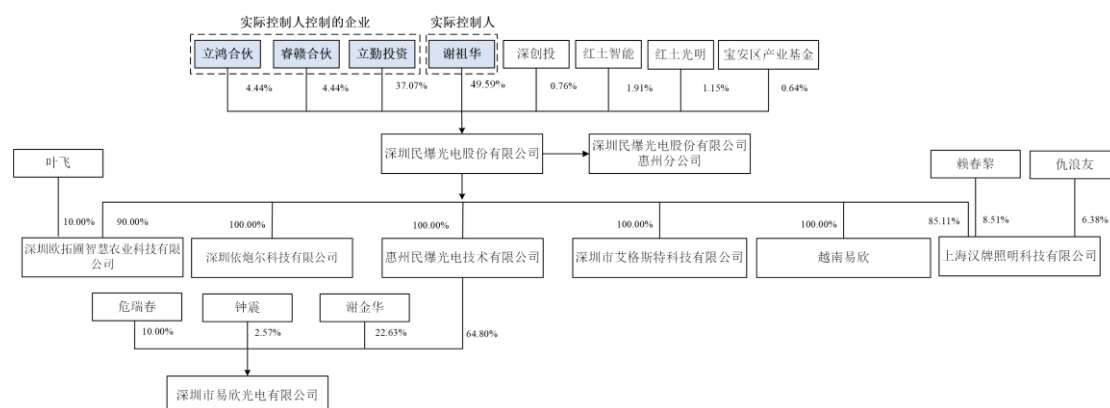 实际控制人控制的企业
实际控制人
立鸿合伙
睿赣合伙
立勤投资
谢祖华
深创投
红土智能
红土光明
宝安区产业基金
4.44%
4.44%
37.07%
49.59%
0.76%
1.91%
1.15%
0.64%
深圳民爆光电股份有限公司
深圳民爆光电股份有限公司
惠州分公司
叶飞
赖春黎
仇浪友
10.00%
90.00%
100.00%
100.00%
100.00%
100.00%
85.11%
8.51%
6.38%
深圳欧拓圃智慧农业科技有限
公司
深圳依炮尔科技有限公司
惠州民爆光电技术有限公司
深圳市艾格斯特科技有限公司
越南易欣
上海汉牌照明科技有限公司
危瑞春
钟震
谢金华
10.00%
2.57%
22.63%
64.80%
深圳市易欣光电有限公司